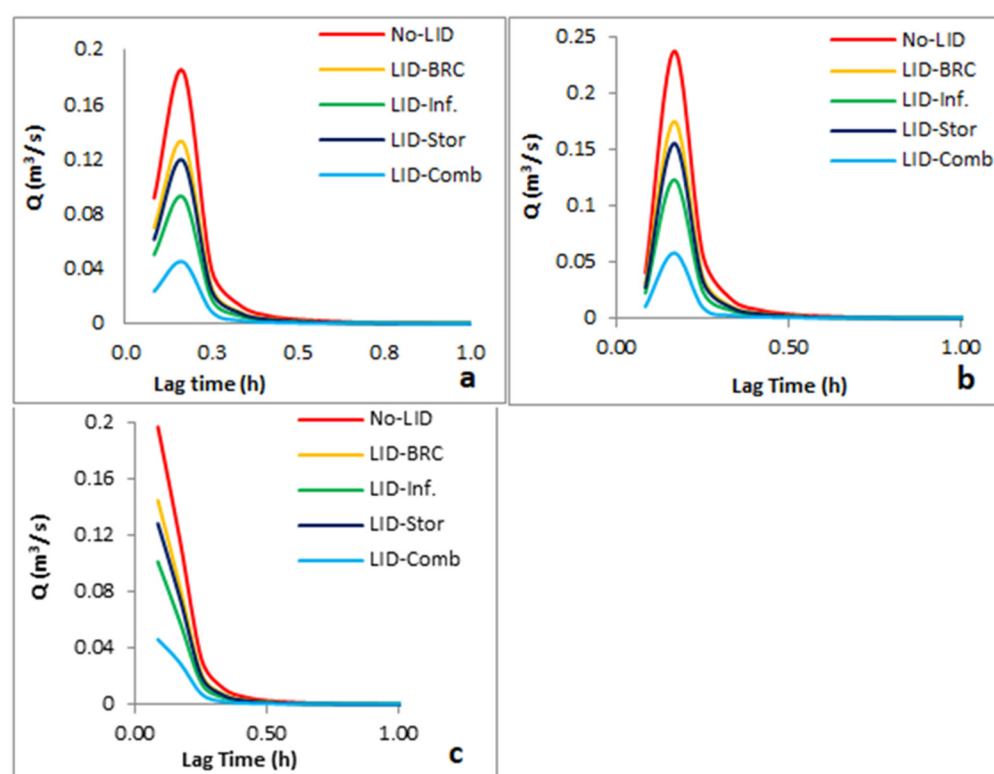 No-LID
LID-BRC
LID-Inf.
LID-Stor
LID-Comb
0.2
0.16
0.12
0.08
0.04
0
Q (m³/s)
0.0 0.3 0.5 0.8 1.0
Lag time (h)
a
No-LID
LID-BRC
LID-Inf.
LID-Stor
LID-Comb
0.25
0.2
0.15
0.1
0.05
0
Q (m³/s)
0.00 0.50 1.00
Lag Time (h)
b
No-LID
LID-BRC
LID-Inf.
LID-Stor
LID-Comb
0.2
0.16
0.12
0.08
0.04
0
Q (m³/s)
0.00 0.50 1.00
Lag Time (h)
c